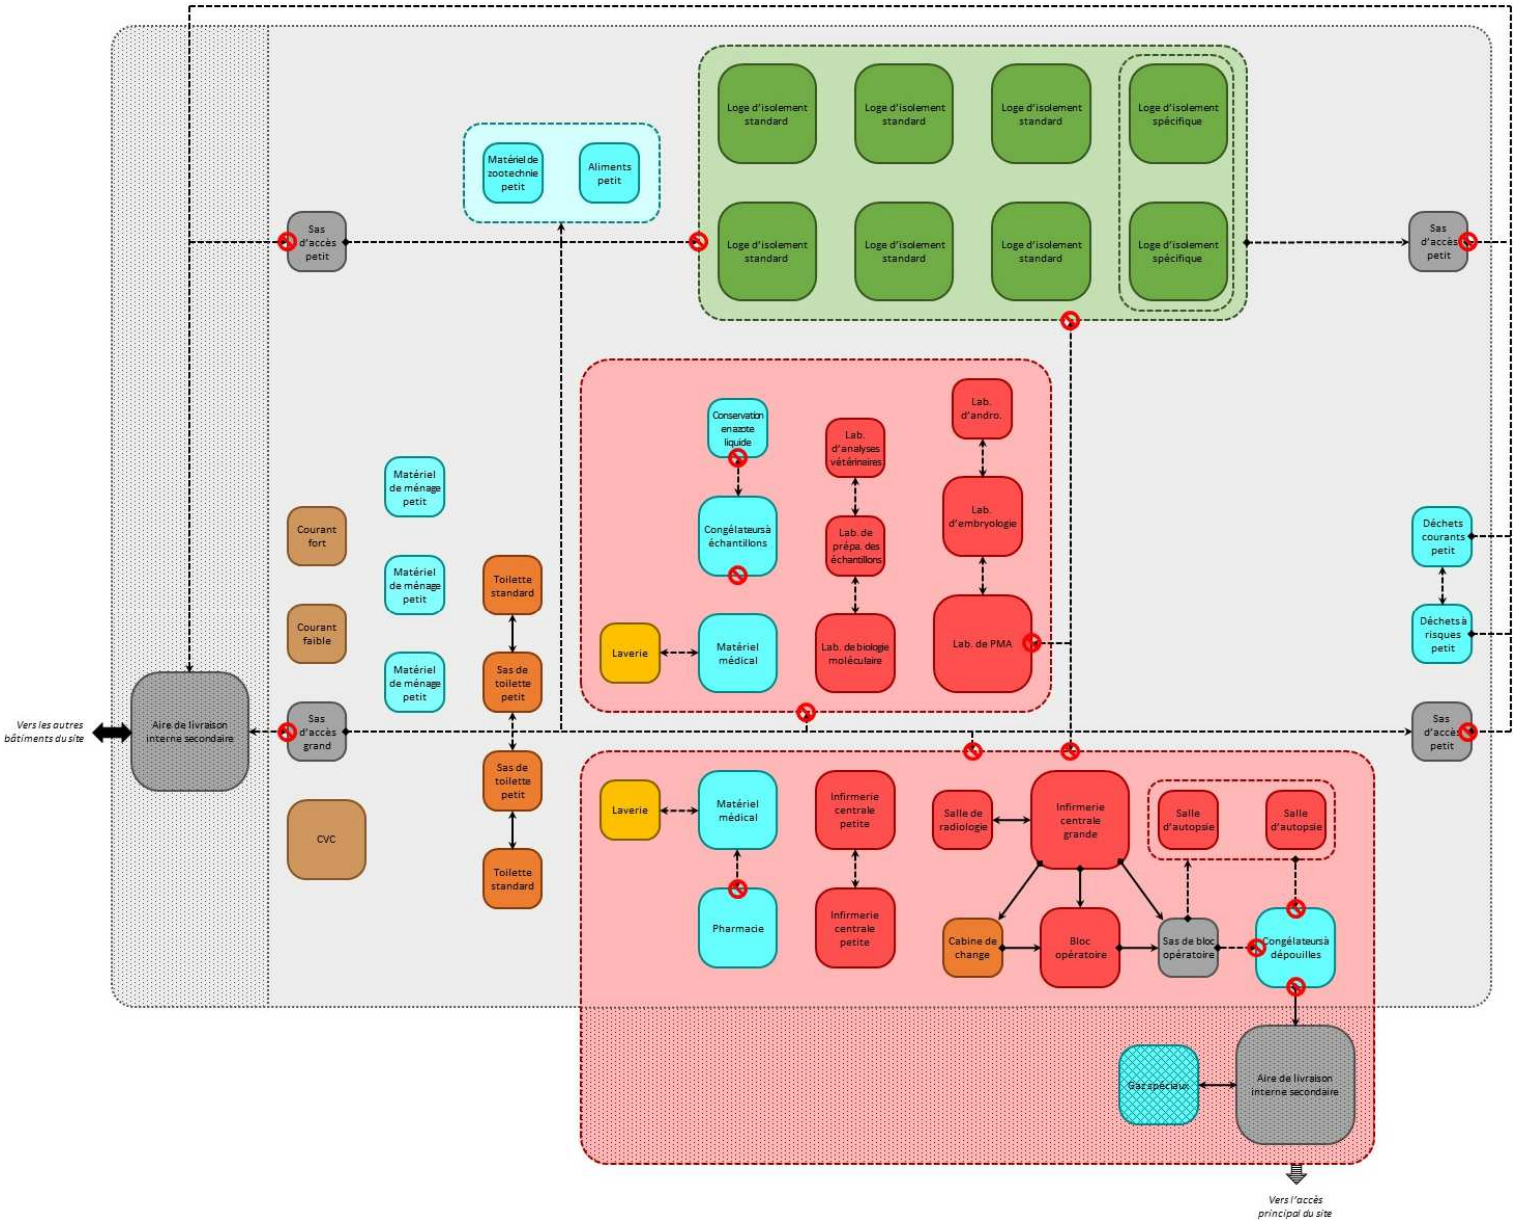 Loge d'isolement
standard
Loge d'isolement
standard
Loge d'isolement
standard
Loge d'isolement
spécifique
Matériel de
zootechnie
petit
Aliments
petit
Sas
d'accès
petit
Loge d'isolement
standard
Loge d'isolement
standard
Loge d'isolement
standard
Loge d'isolement
spécifique
Sas
d'accès
petit
Conservation
en azote
liquide
Lab.
d'analyses
vétérinaires
Lab.
d'andro.
Matériel
de ménage
petit
Courant
fort
Congélateurs à
échantillons
Lab. de
prépa. des
échantillons
Lab.
d'embryologie
Déchets
courants
petit
Matériel
de ménage
petit
Toilette
standard
Courant
faible
Laverie
Matériel
médical
Lab. de biologie
moléculaire
Lab. de PMA
Déchets à
risques
petit
Matériel
de ménage
petit
Sas de
toilette
petit
Vers les autres
bâtiments du site
Aire de livraison
interne secondaire
Sas
d'accès
grand
Sas
d'accès
petit
Sas de
toilette
petit
Laverie
Matériel
médical
Infirmerie
centrale
petite
Salle de
radiologie
Infirmerie
centrale
grande
Salle
d'autopsie
Salle
d'autopsie
CVC
Toilette
standard
Pharmacie
Infirmerie
centrale
petite
Cabine de
change
Bloc
opératoire
Sas de bloc
opératoire
Congélateurs à
dépouilles
Gaz spéciaux
Aire de livraison
interne secondaire
Vers l'accès
principal du site